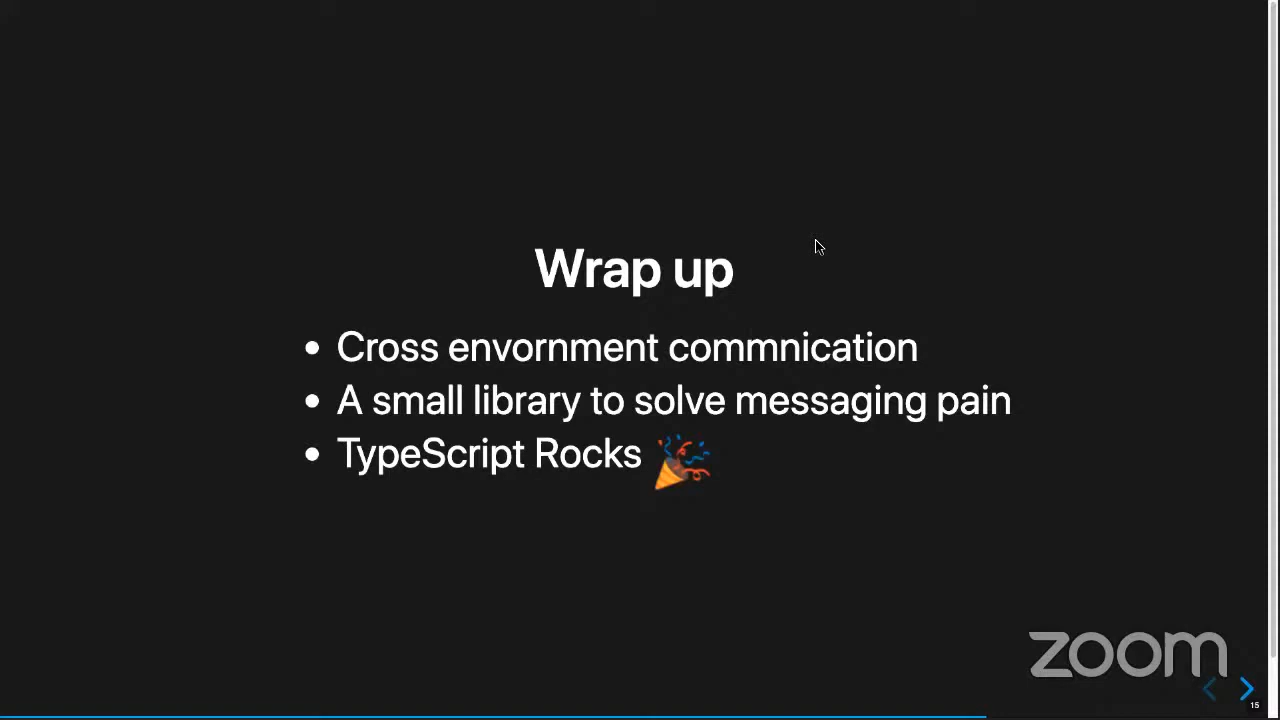 Wrap up
• Cross envornment commnication
• A small library to solve messaging pain
• TypeScript Rocks 🎉
zoom
15